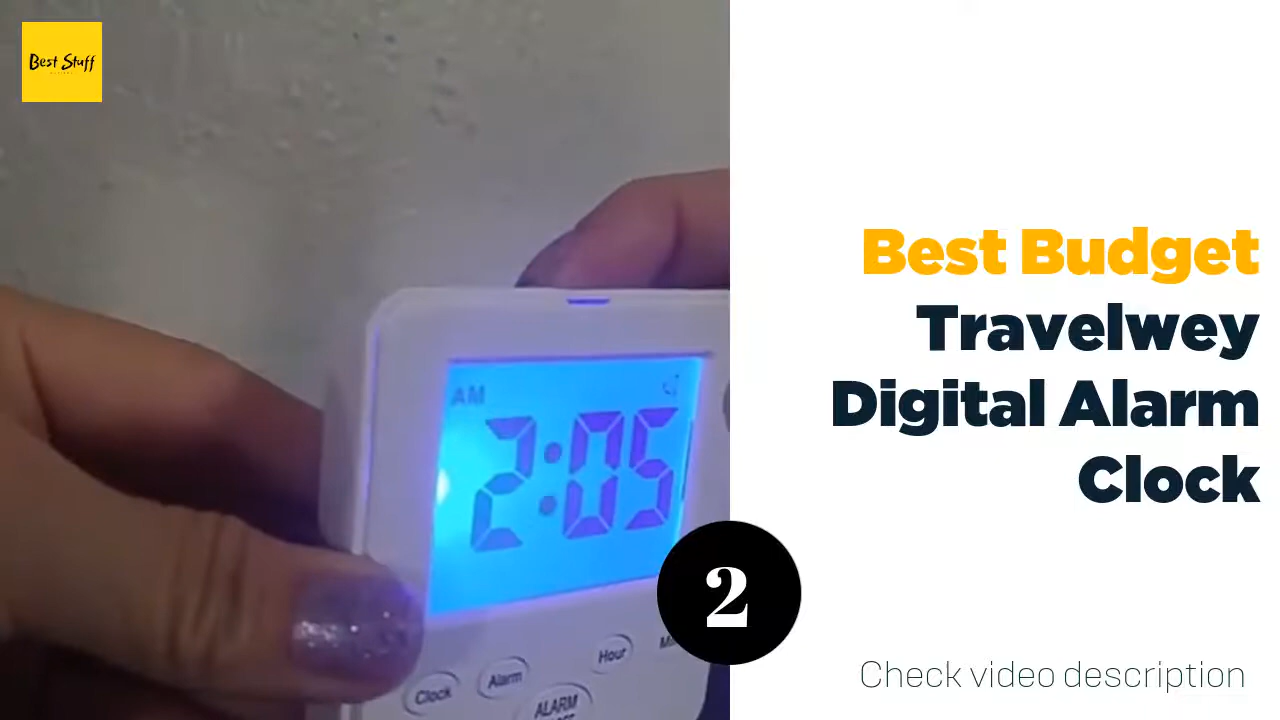 Best Stuff
Best Budget
Travelwey
Digital Alarm
Clock
AM
2:05
2
Clock
Alarm
Hour
ALARM
Check video description